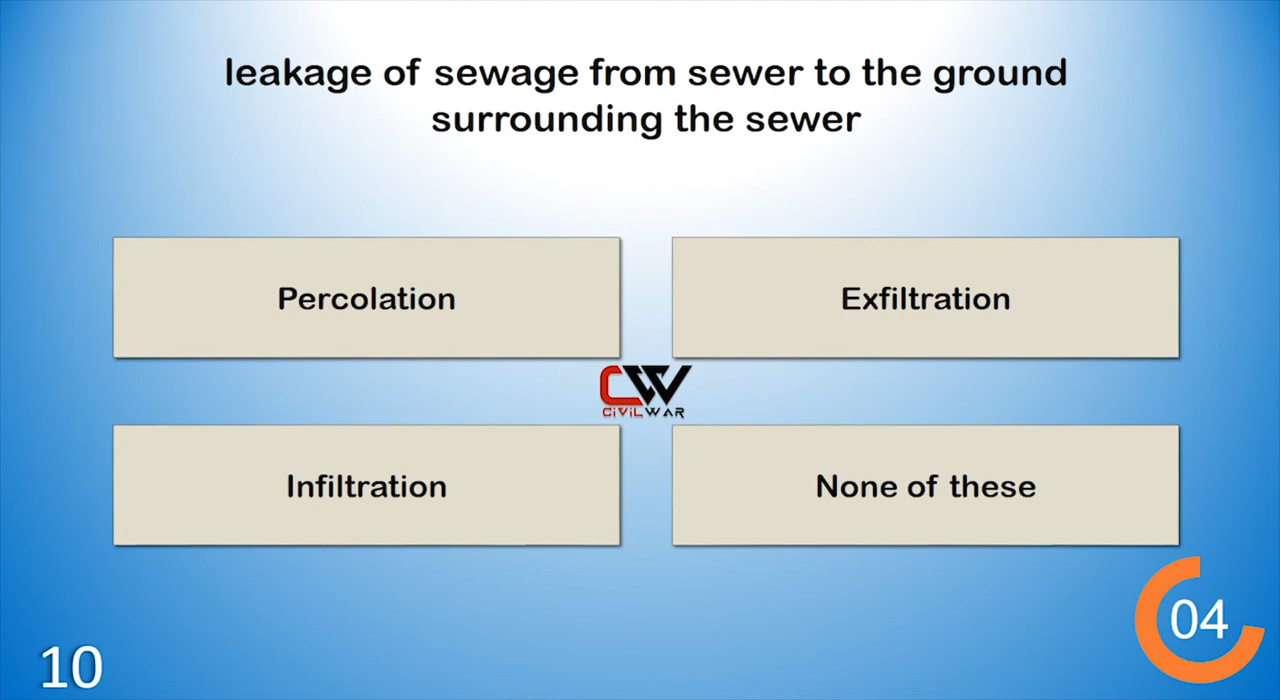 leakage of sewage from sewer to the ground
surrounding the sewer
Percolation
Exfiltration
CW
CiViLWAR
Infiltration
None of these
04
10